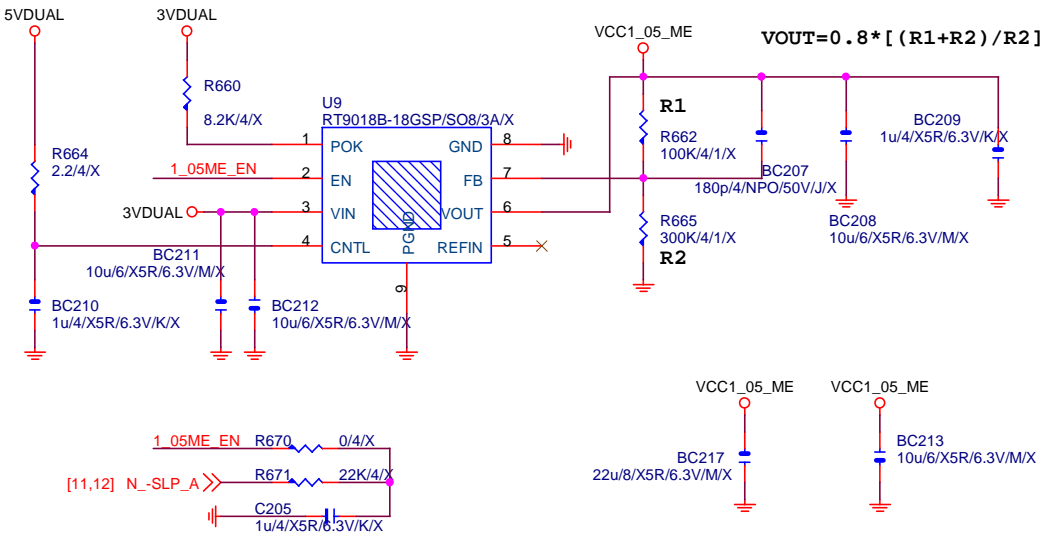 5VDUAL
3VDUAL
VCC1_05_ME
VOUT=0.8*[(R1+R2)/R2]
R660
8.2K/4/X
U9
RT9018B-18GSP/SO8/3A/X
R1
R662
100K/4/1/X
BC209
1u/4/X5R/6.3V/K/X
R664
2.2/4/X
1 POK
GND 8
1_05ME_EN
2 EN
FB 7
BC207
180p/4/NPO/50V/J/X
3VDUAL
3 VIN
VOUT 6
R665
300K/4/1/X
R2
BC208
10u/6/X5R/6.3V/M/X
4 CNTL
REFIN 5
PGND
9
BC211
10u/6/X5R/6.3V/M/X
BC210
1u/4/X5R/6.3V/K/X
BC212
10u/6/X5R/6.3V/M/X
VCC1_05_ME
VCC1_05_ME
1_05ME_EN R670 0/4/X
BC217
22u/8/X5R/6.3V/M/X
BC213
10u/6/X5R/6.3V/M/X
[11,12] N_-SLP_A R671 22K/4/X
C205
1u/4/X5R/6.3V/K/X